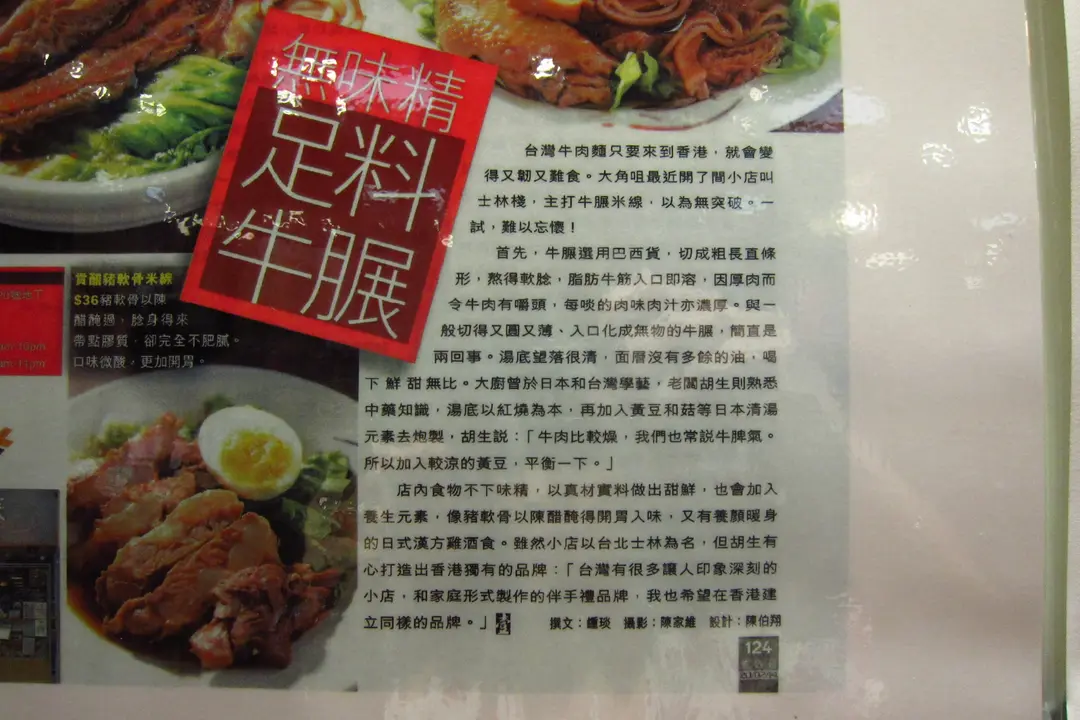 無味精
足料
牛𦟌
台灣牛肉麵只要來到香港，就會變
得又韌又難食。大角咀最近開了間小店叫
士林棧，主打牛𦟌米線，以為無突破。一
試，難以忘懷！
首先，牛𦟌選用巴西貨，切成粗長直條
形，熬得軟腍，脂肪牛筋入口即溶，因厚肉而
令牛肉有嚼頭，每啖的肉味肉汁亦濃厚。與一
般切得又圓又薄、入口化成無物的牛𦟌，簡直是
兩回事。湯底望落很清，面層沒有多餘的油，喝
下鮮甜無比。大廚曾於日本和台灣學藝，老闆胡生則熟悉
中藥知識，湯底以紅燒為本，再加入黃豆和菇等日本清湯
元素去炮製，胡生説：「牛肉比較燥，我們也常説牛脾氣。
所以加入較涼的黃豆，平衡一下。」
店內食物不下味精，以真材實料做出甜鮮，也會加入
養生元素，像豬軟骨以陳醋醃得開胃入味，又有養顏暖身
的日式漢方雞酒食。雖然小店以台北士林為名，但胡生有
心打造出香港獨有的品牌：「台灣有很多讓人印象深刻的
小店，和家庭形式製作的伴手禮品牌，我也希望在香港建
立同樣的品牌。」
撰文：鍾琰 攝影：陳家維 設計：陳伯翔
124
賞醋豬軟骨米線
$36豬軟骨以陳
醋醃過，腍身得來
帶點膠質，卻完全不肥膩。
口味微酸，更加開胃。
10pm
11pm